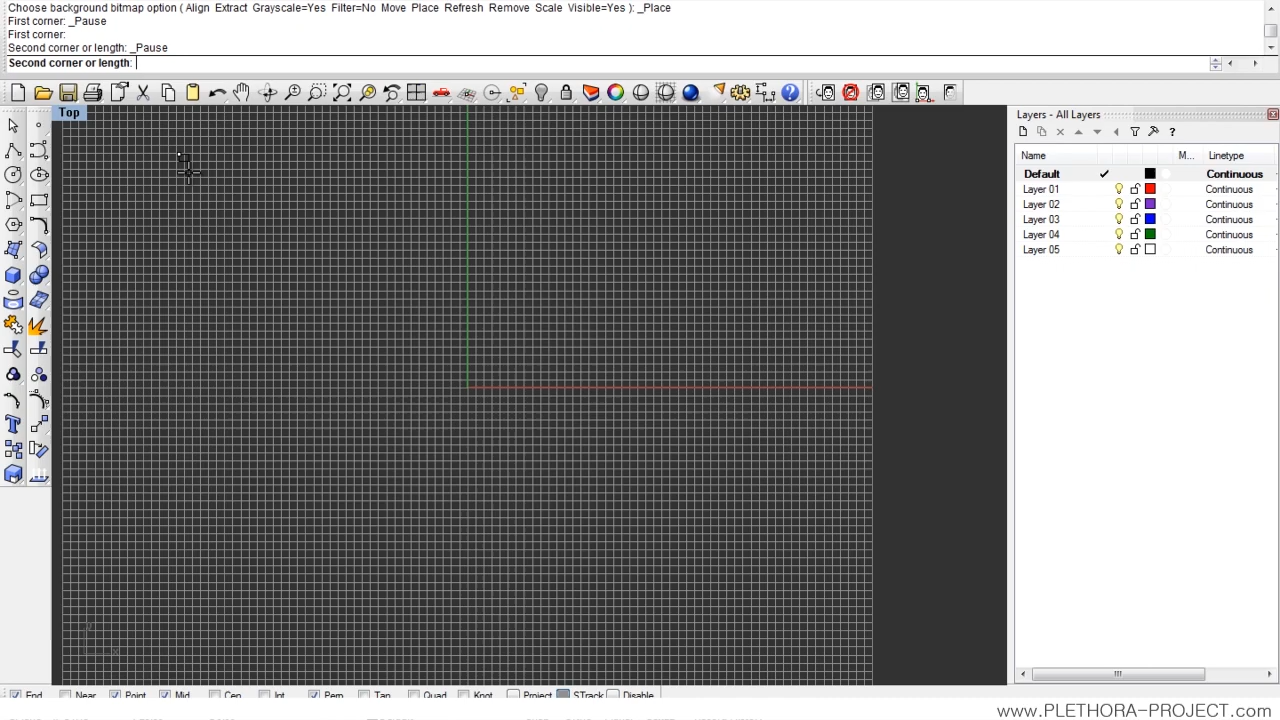 Choose background bitmap option ( Align Extract Grayscale=Yes Filter=No Move Place Refresh Remove Scale Visible=Yes ): _Place
First corner: _Pause
First corner:
Second corner or length: _Pause
Second corner or length:
Top
Layers - All Layers
Name M... Linetype
Default Continuous
Layer 01 Continuous
Layer 02 Continuous
Layer 03 Continuous
Layer 04 Continuous
Layer 05 Continuous
End Near Point Mid Cen Int Perp Tan Quad Knot Project STrack Disable
www.PLETHORA-PROJECT.com